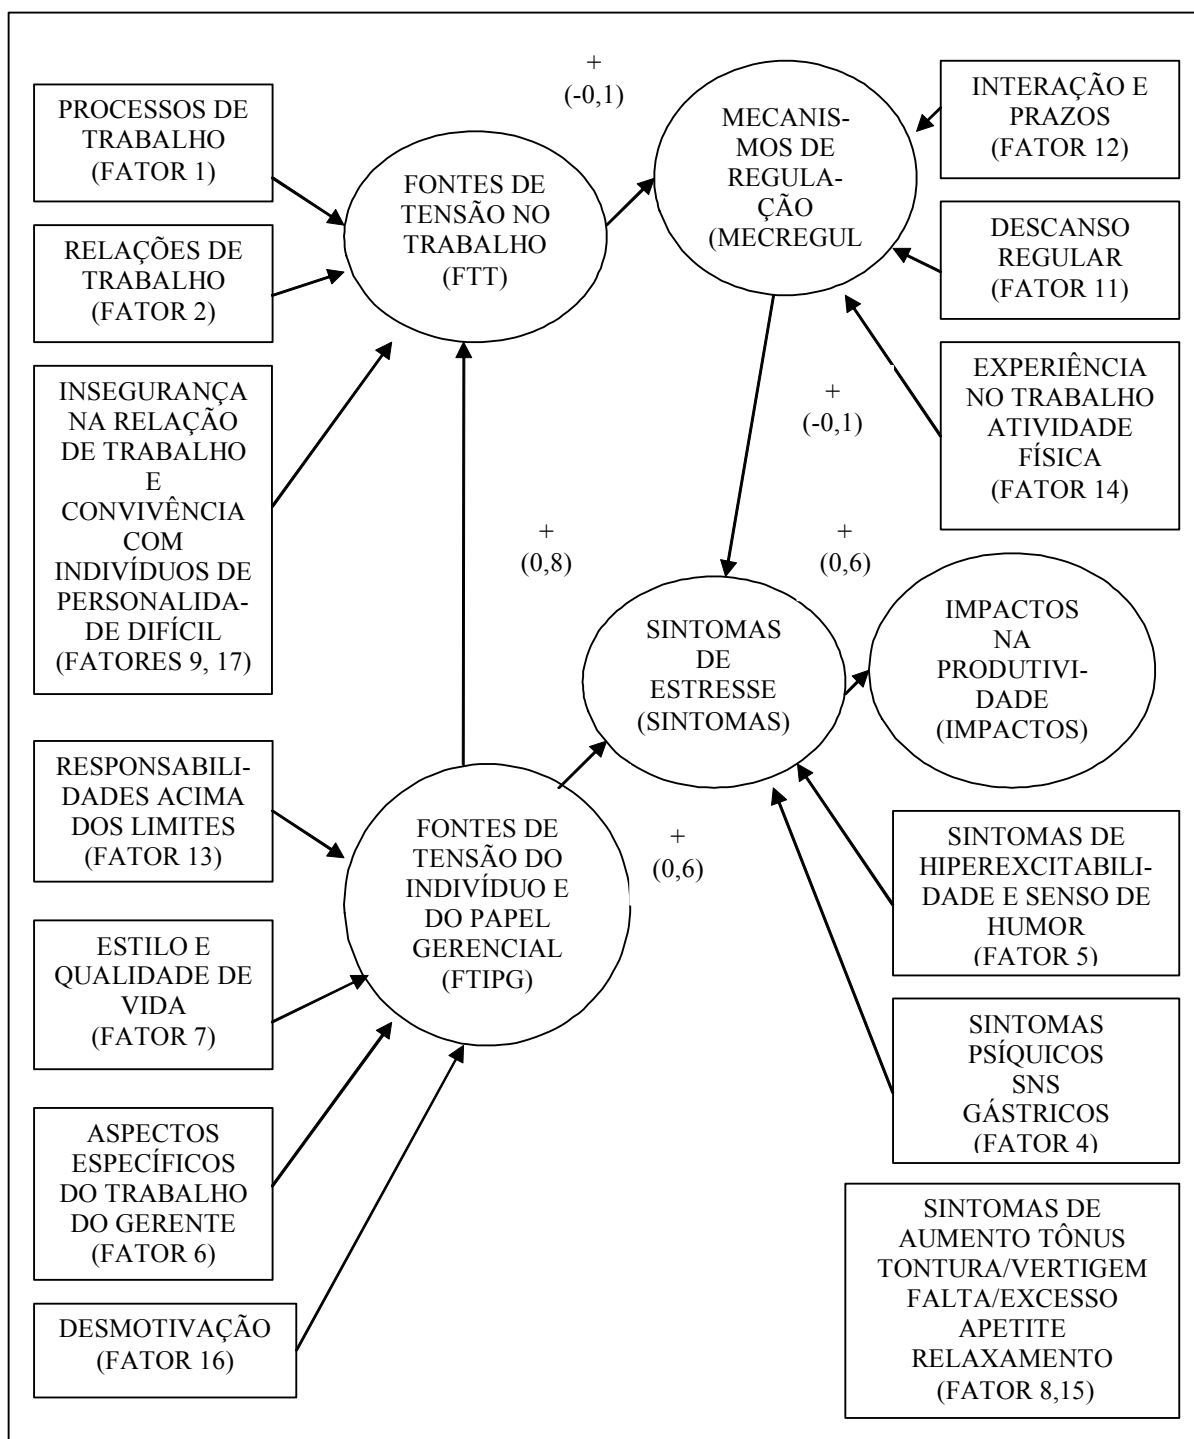 PROCESSOS DE
TRABALHO
(FATOR 1)
RELAÇÕES DE
TRABALHO
(FATOR 2)
INSEGURANÇA
NA RELAÇÃO
DE TRABALHO
E
CONVIVÊNCIA
COM
INDIVÍDUOS DE
PERSONALIDA-
DE DIFÍCIL
(FATORES 9, 17)
RESPONSABILI-
DADES ACIMA
DOS LIMITES
(FATOR 13)
ESTILO E
QUALIDADE DE
VIDA
(FATOR 7)
ASPECTOS
ESPECÍFICOS
DO TRABALHO
DO GERENTE
(FATOR 6)
DESMOTIVAÇÃO
(FATOR 16)
FONTES DE
TENSÃO NO
TRABALHO
(FTT)
+
(-0,1)
MECANIS-
MOS DE
REGULA-
ÇÃO
(MECREGUL
+
(-0,1)
+
(0,8)
+
(0,6)
SINTOMAS
DE
ESTRESSE
(SINTOMAS)
IMPACTOS
NA
PRODUTIVI-
DADE
(IMPACTOS)
FONTES DE
TENSÃO DO
INDIVÍDUO E
DO PAPEL
GERENCIAL
(FTIPG)
+
(0,6)
INTERAÇÃO E
PRAZOS
(FATOR 12)
DESCANSO
REGULAR
(FATOR 11)
EXPERIÊNCIA
NO TRABALHO
ATIVIDADE
FÍSICA
(FATOR 14)
SINTOMAS DE
HIPEREXCITABILI-
DADE E SENSO DE
HUMOR
(FATOR 5)
SINTOMAS
PSÍQUICOS
SNS
GÁSTRICOS
(FATOR 4)
SINTOMAS DE
AUMENTO TÔNUS
TONTURA/VERTIGEM
FALTA/EXCESSO
APETITE
RELAXAMENTO
(FATOR 8,15)